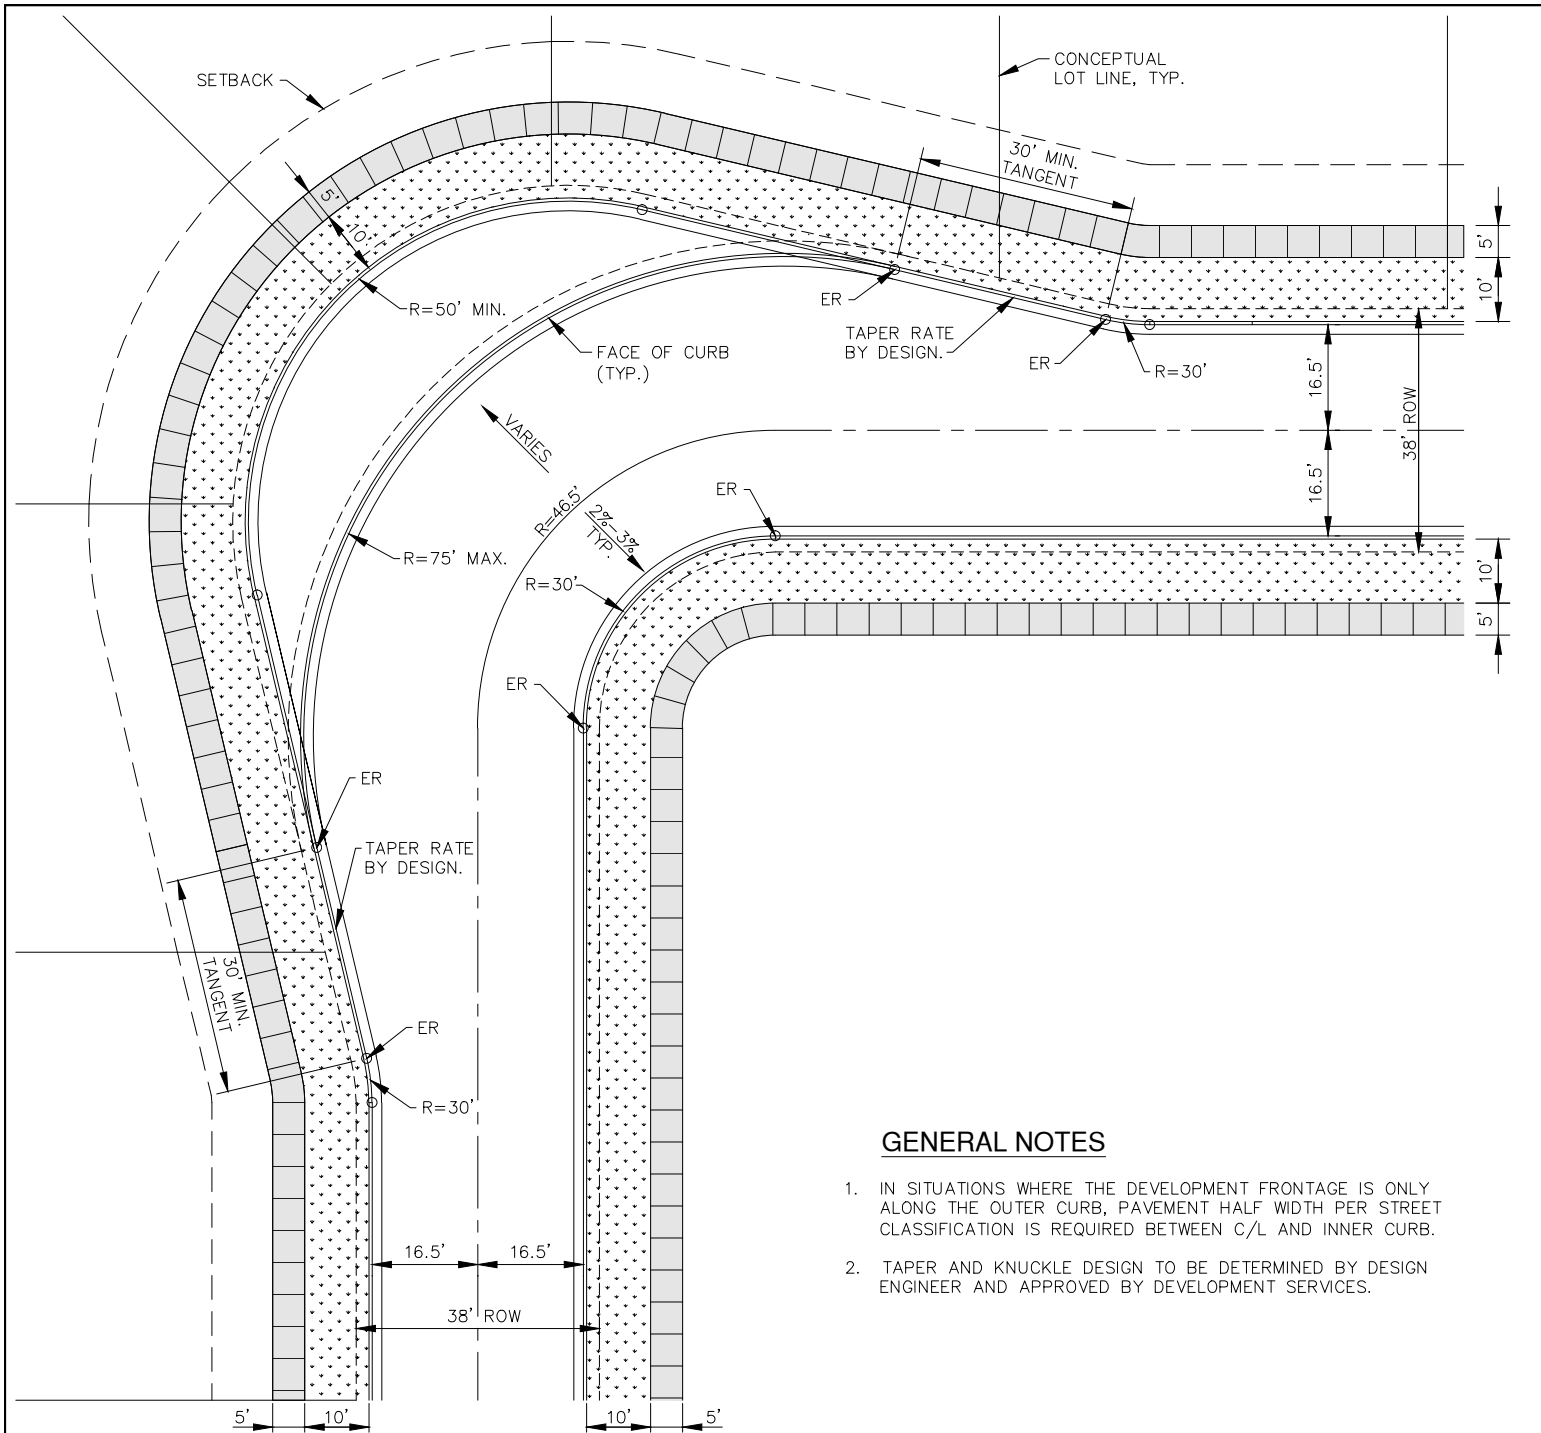 SETBACK
CONCEPTUAL
LOT LINE, TYP.
30' MIN.
TANGENT
5'
10'
R=50' MIN.
ER
TAPER RATE
BY DESIGN.
ER
R=30'
5'
10'
FACE OF CURB
(TYP.)
16.5'
38' ROW
16.5'
VARIES
R=46.5'
2%-3%
TYP.
ER
R=75' MAX.
R=30'
10'
5'
ER
ER
TAPER RATE
BY DESIGN.
30' MIN.
TANGENT
ER
R=30'
GENERAL NOTES
1. IN SITUATIONS WHERE THE DEVELOPMENT FRONTAGE IS ONLY
ALONG THE OUTER CURB, PAVEMENT HALF WIDTH PER STREET
CLASSIFICATION IS REQUIRED BETWEEN C/L AND INNER CURB.
2. TAPER AND KNUCKLE DESIGN TO BE DETERMINED BY DESIGN
ENGINEER AND APPROVED BY DEVELOPMENT SERVICES.
16.5'
16.5'
38' ROW
5'
10'
10'
5'